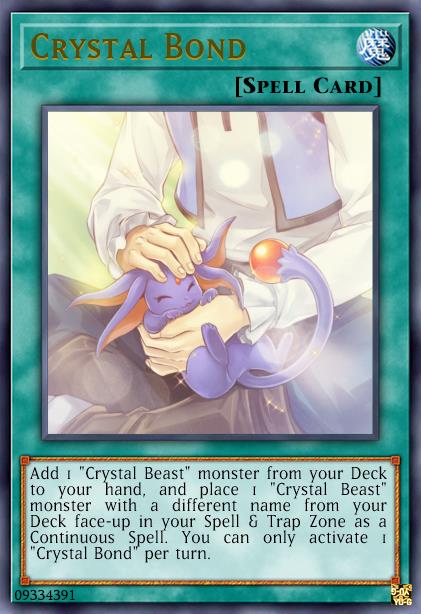 Crystal Bond
魔
[Spell Card]
Add 1 "Crystal Beast" monster from your Deck
to your hand, and place 1 "Crystal Beast"
monster with a different name from your
Deck face-up in your Spell & Trap Zone as a
Continuous Spell. You can only activate 1
"Crystal Bond" per turn.
09334391